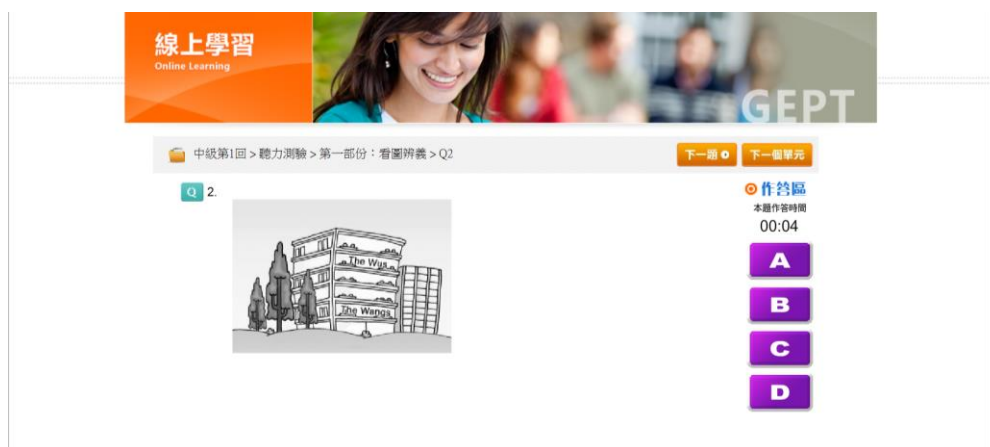 線上學習
Online Learning
GEPT
中級第1回 > 聽力測驗 > 第一部份：看圖辨義 > Q2
下一題
下一個單元
Q 2.
The Wus
The Wangs
作答區
本題作答時間
00:04
A
B
C
D